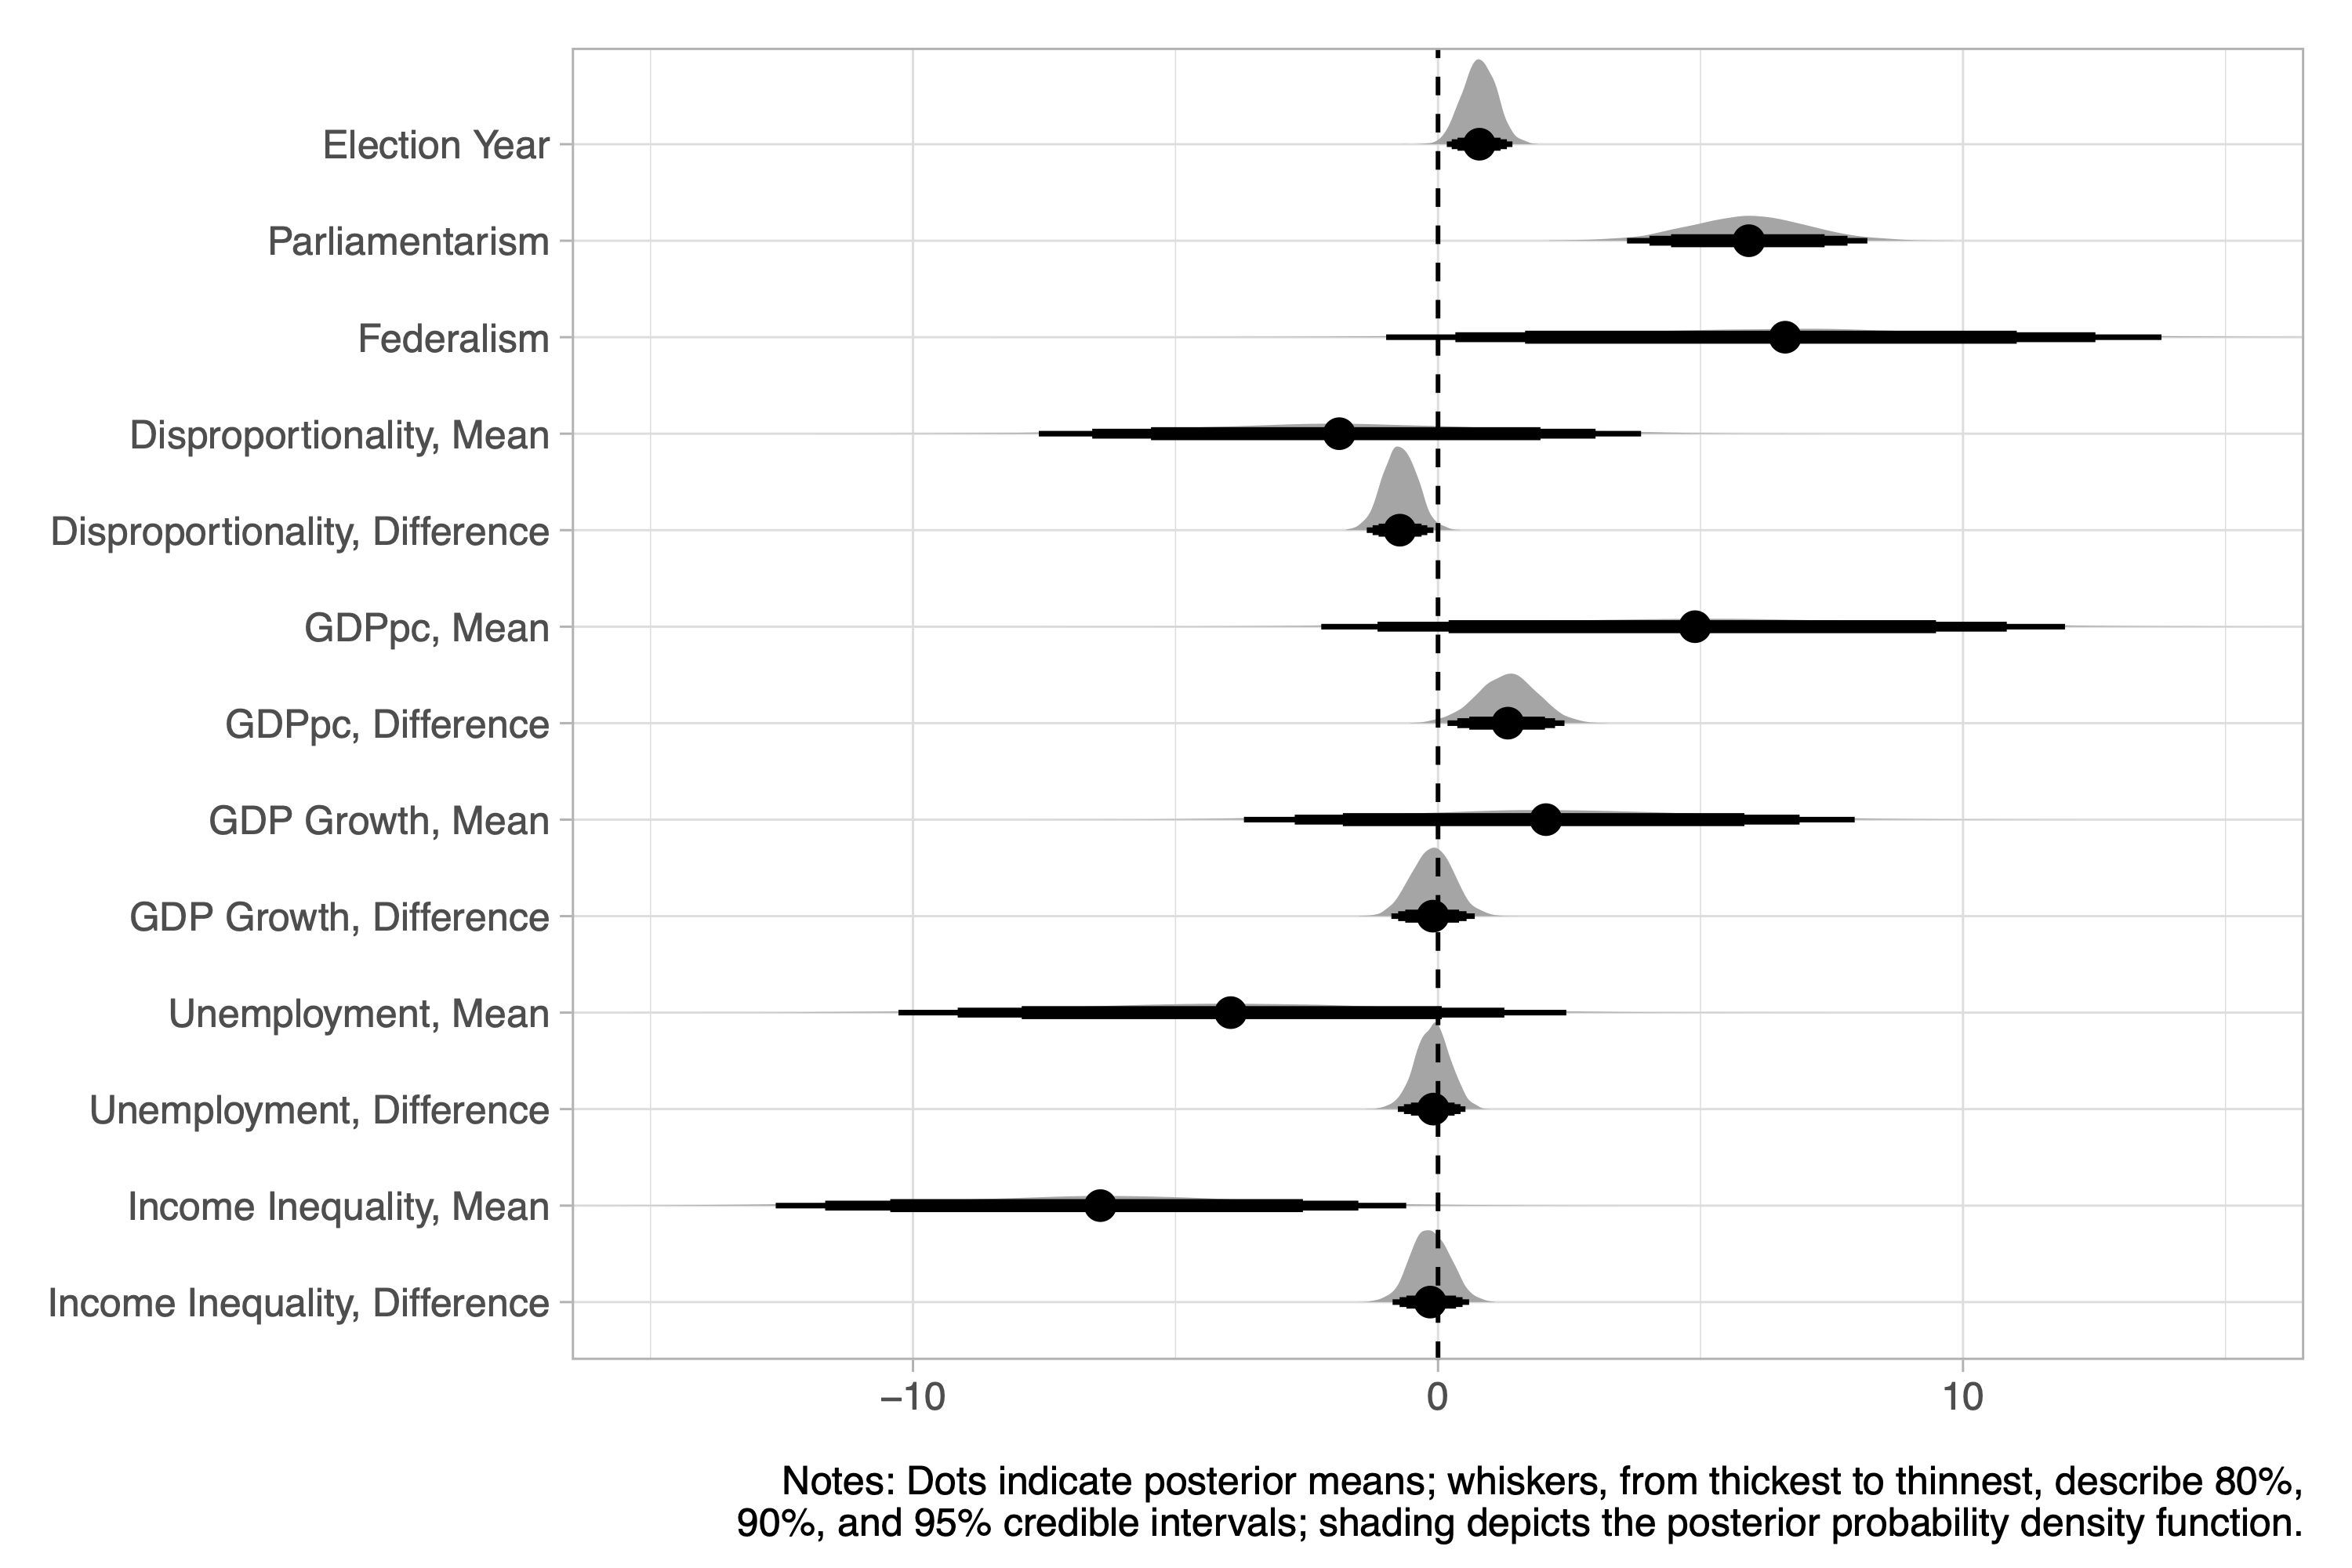 Election Year
Parliamentarism
Federalism
Disproportionality, Mean
Disproportionality, Difference
GDPpc, Mean
GDPpc, Difference
GDP Growth, Mean
GDP Growth, Difference
Unemployment, Mean
Unemployment, Difference
Income Inequality, Mean
Income Inequality, Difference
−10 0 10
Notes: Dots indicate posterior means; whiskers, from thickest to thinnest, describe 80%,
90%, and 95% credible intervals; shading depicts the posterior probability density function.